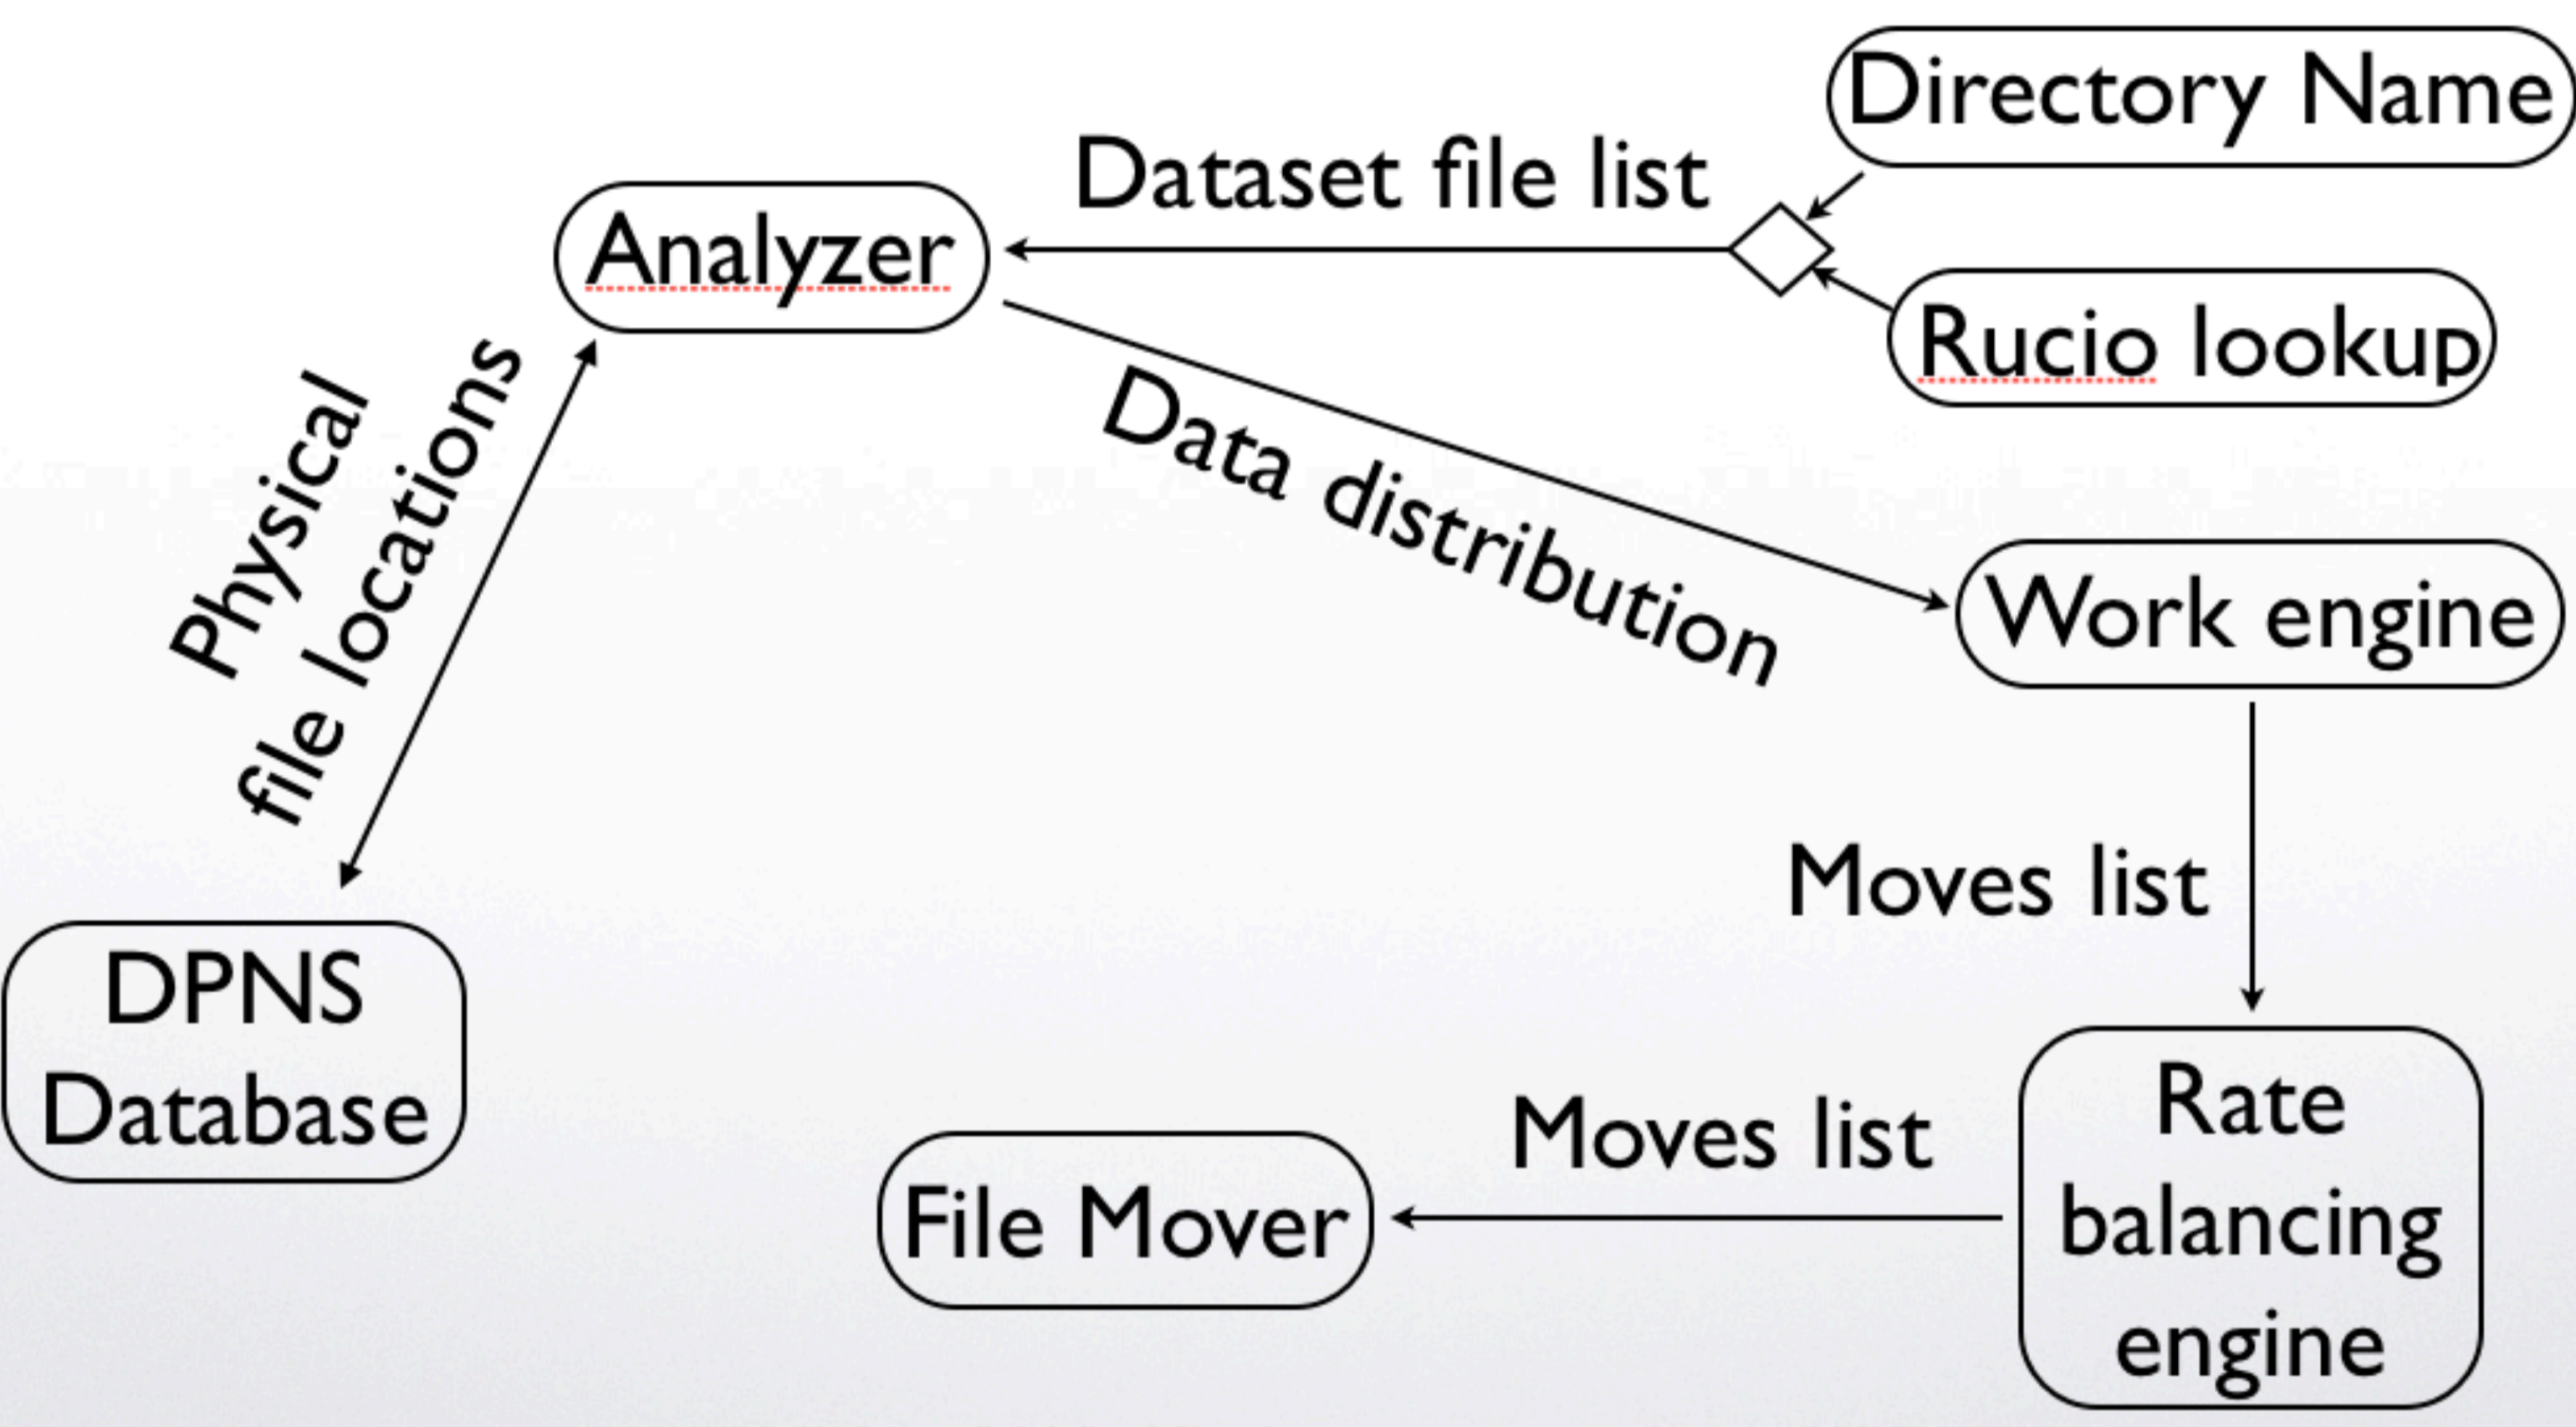 Directory Name
Dataset file list
Analyzer
Rucio lookup
Physical
file locations
Data distribution
Work engine
Moves list
DPNS
Database
Rate
balancing
engine
Moves list
File Mover